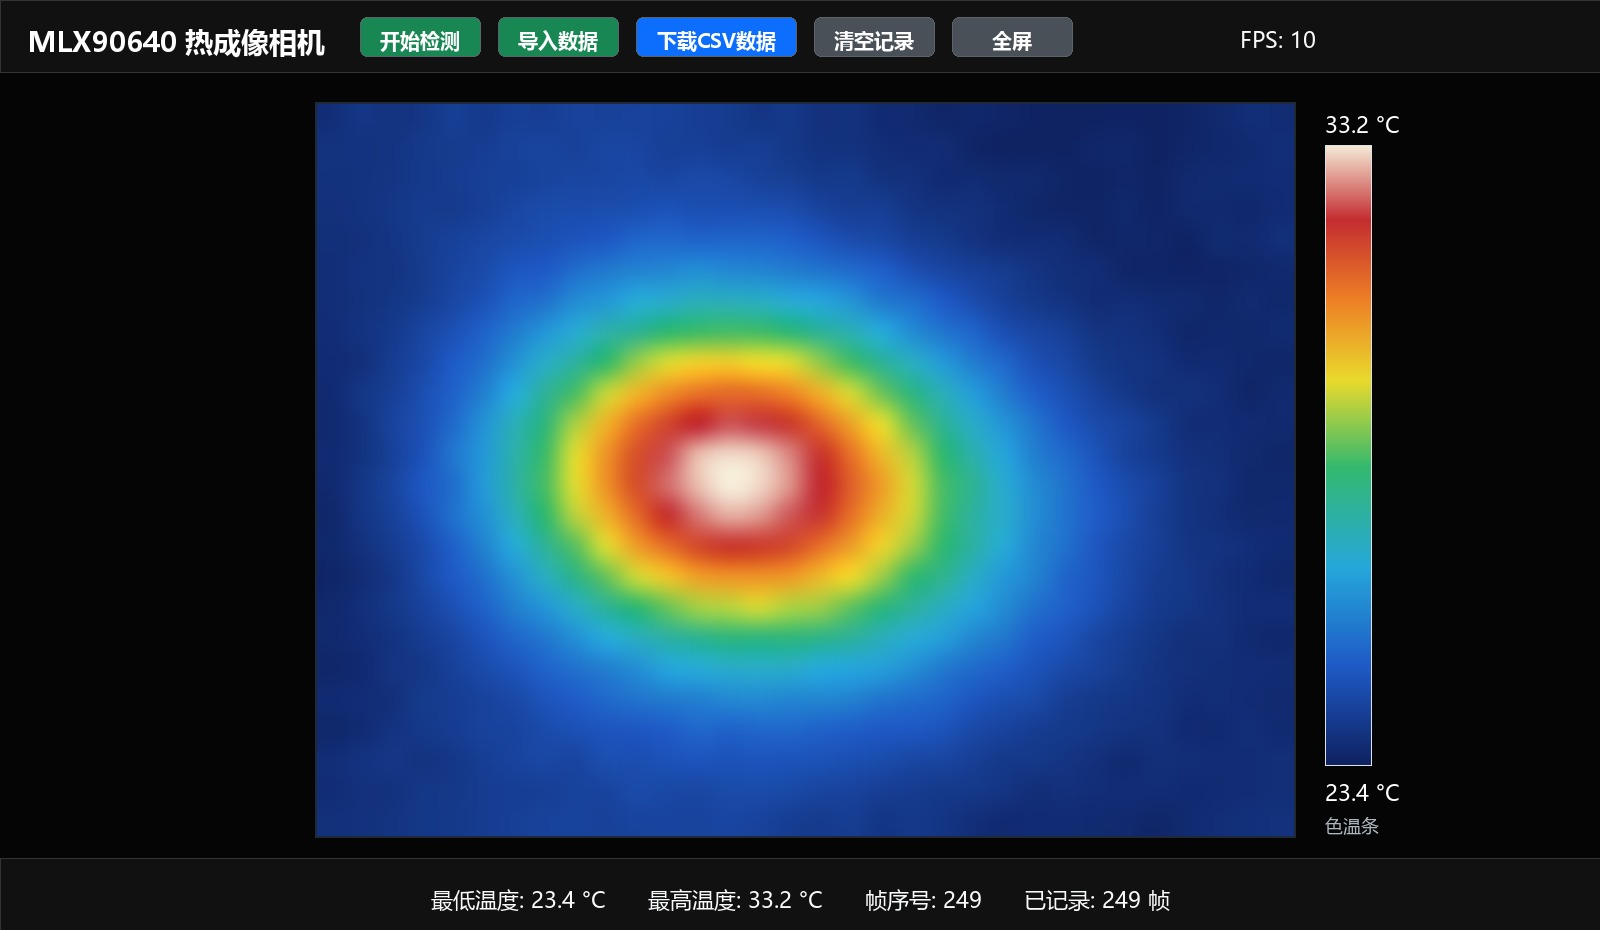 MLX90640 热成像相机 开始检测 导入数据 下载CSV数据 清空记录 全屏 FPS: 10
33.2 °C
23.4 °C
色温条
最低温度: 23.4 °C 最高温度: 33.2 °C 帧序号: 249 已记录: 249 帧